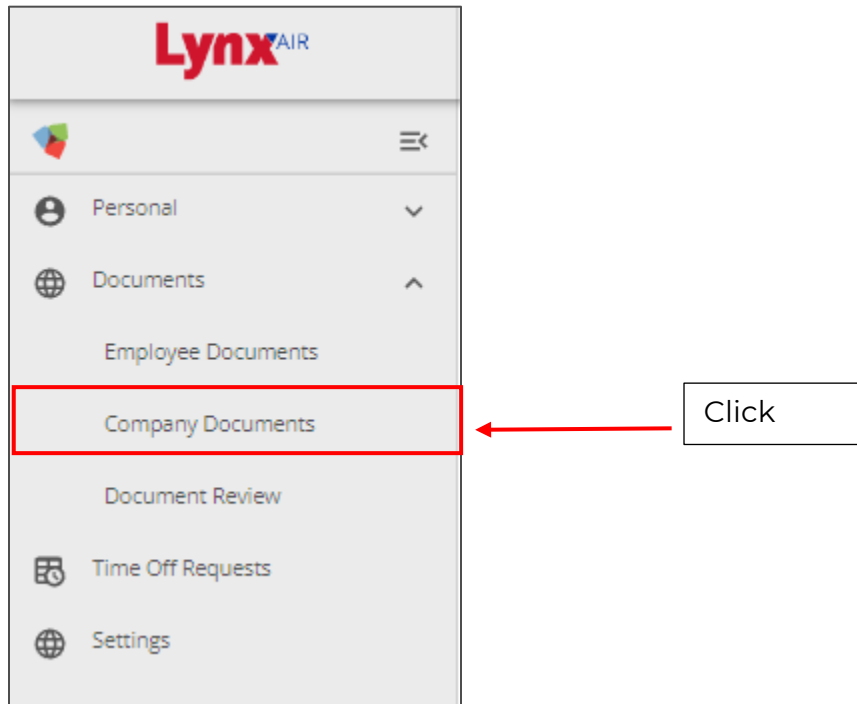 Lynx AIR
Personal
Documents
Employee Documents
Company Documents
Click
Document Review
Time Off Requests
Settings